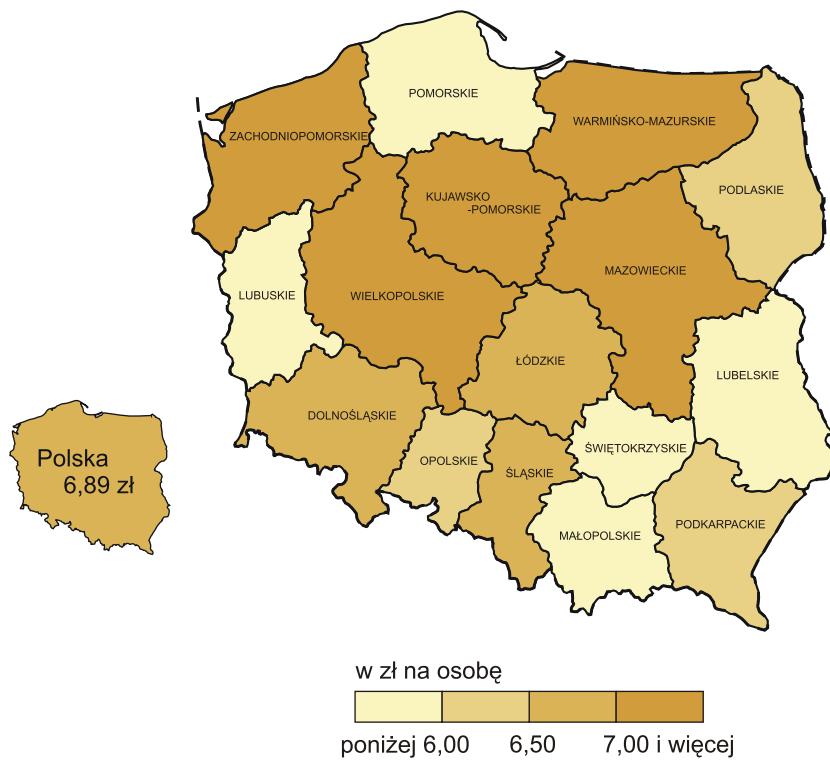 POMORSKIE
WARMIŃSKO-MAZURSKIE
ZACHODNIOPOMORSKIE
PODLASKIE
KUJAWSKO
-POMORSKIE
MAZOWIECKIE
LUBUSKIE
WIELKOPOLSKIE
ŁÓDZKIE
LUBELSKIE
DOLNOŚLĄSKIE
ŚWIĘTOKRZYSKIE
OPOLSKIE
ŚLĄSKIE
PODKARPACKIE
MAŁOPOLSKIE
Polska
6,89 zł
w zł na osobę
poniżej 6,00 6,50 7,00 i więcej